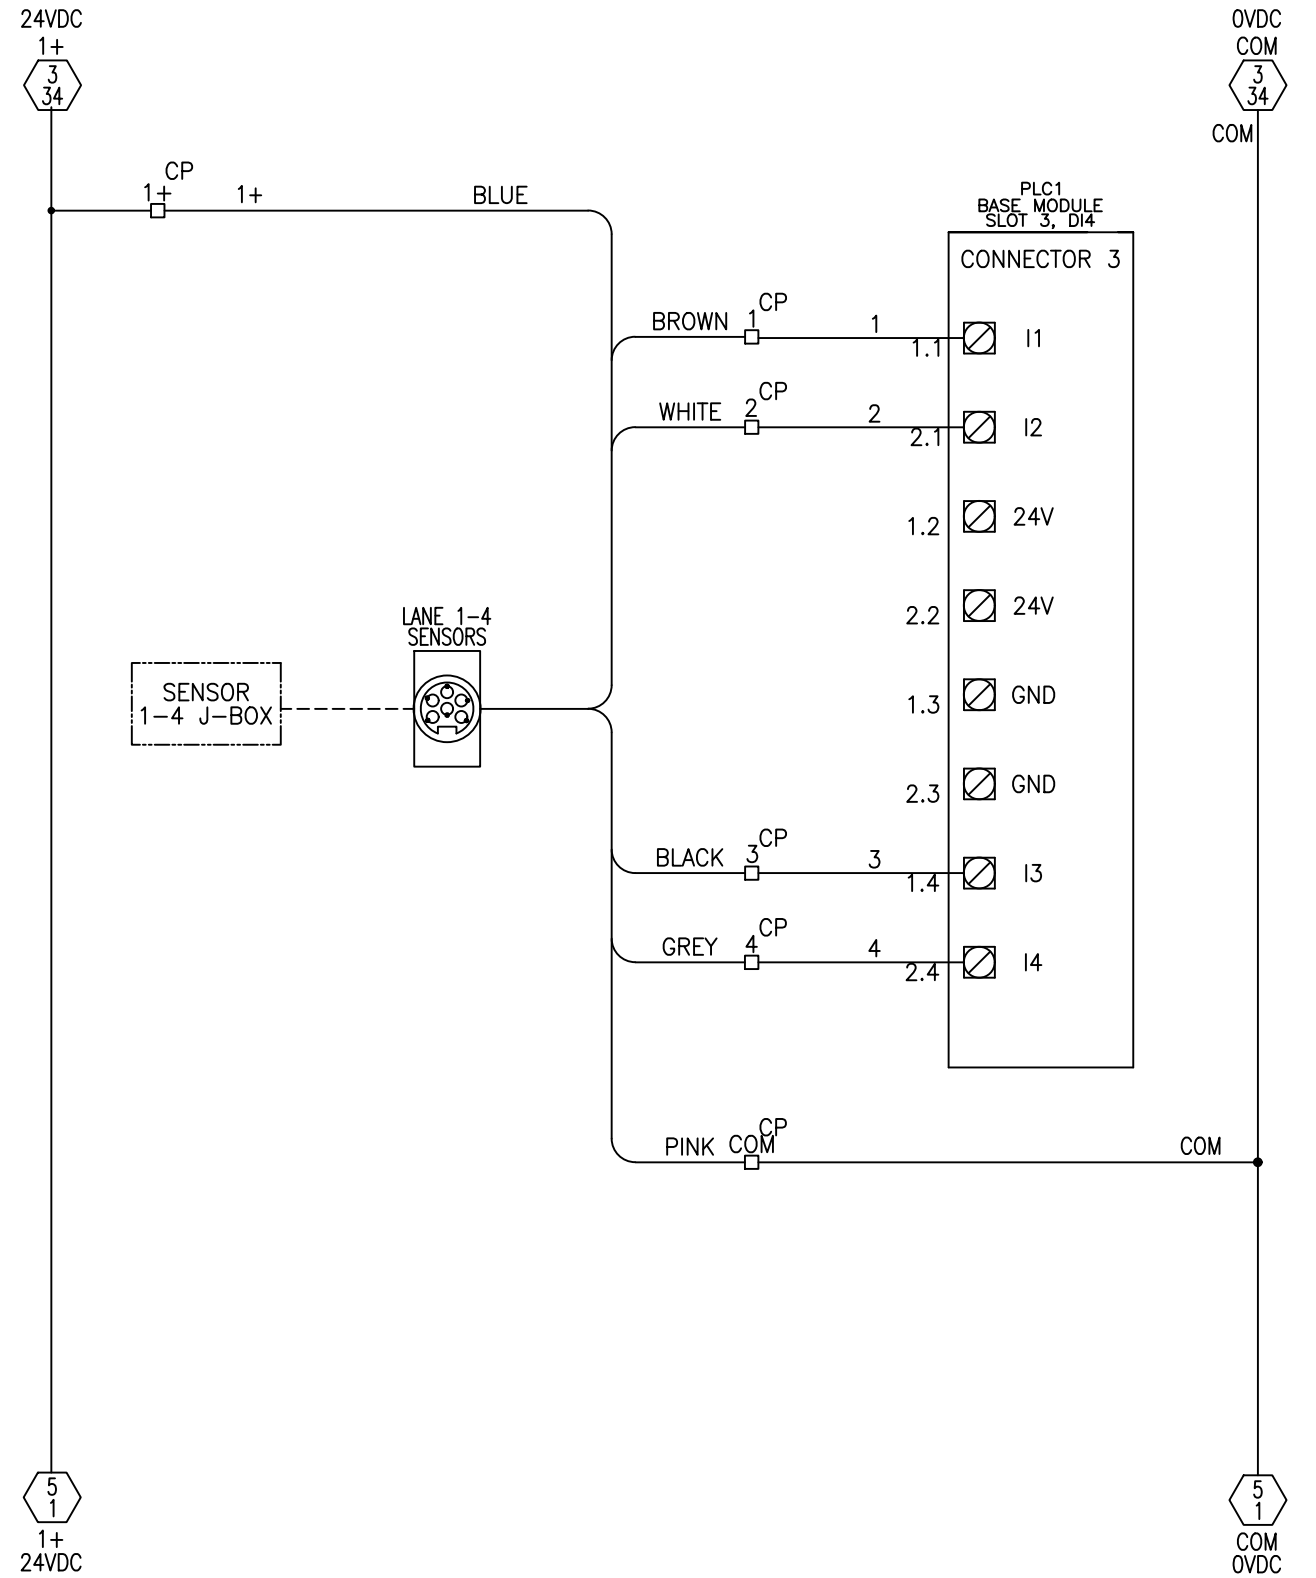 24VDC
1+
3
34
0VDC
COM
3
34
COM
CP
1+
1+
BLUE
PLC1
BASE MODULE
SLOT 3, DI4
CONNECTOR 3
BROWN
CP
1
1
1.1
I1
WHITE
CP
2
2
2.1
I2
1.2
24V
2.2
24V
LANE 1-4
SENSORS
SENSOR
1-4 J-BOX
1.3
GND
2.3
GND
BLACK
CP
3
3
1.4
I3
GREY
CP
4
4
2.4
I4
PINK
CP
COM
COM
5
1
1+
24VDC
5
1
COM
0VDC